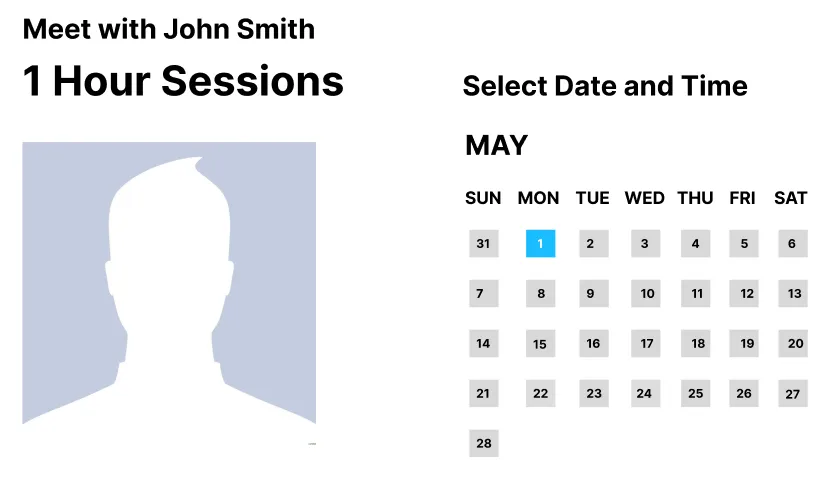 Meet with John Smith
1 Hour Sessions
Select Date and Time
MAY
SUN MON TUE WED THU FRI SAT
31 1 2 3 4 5 6
7 8 9 10 11 12 13
14 15 16 17 18 19 20
21 22 23 24 25 26 27
28